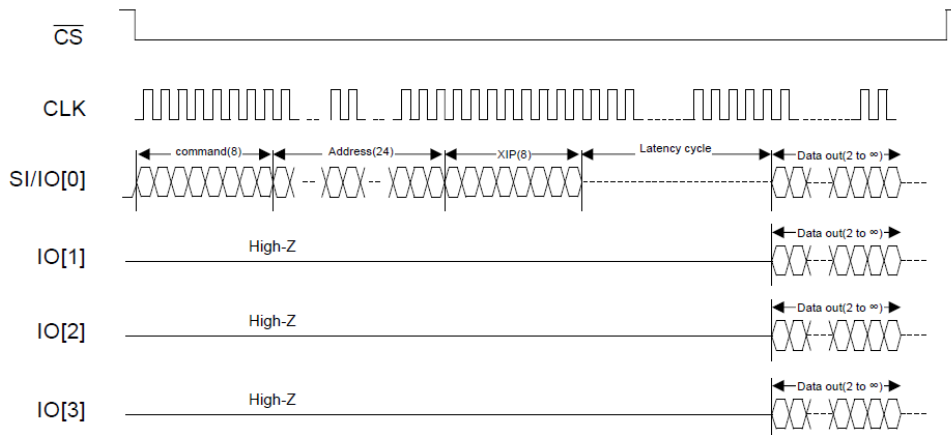 CS
CLK
command(8) Address(24) XIP(8) Latency cycle Data out(2 to ∞)
SI/IO[0]
Data out(2 to ∞)
High-Z
IO[1]
Data out(2 to ∞)
High-Z
IO[2]
Data out(2 to ∞)
High-Z
IO[3]